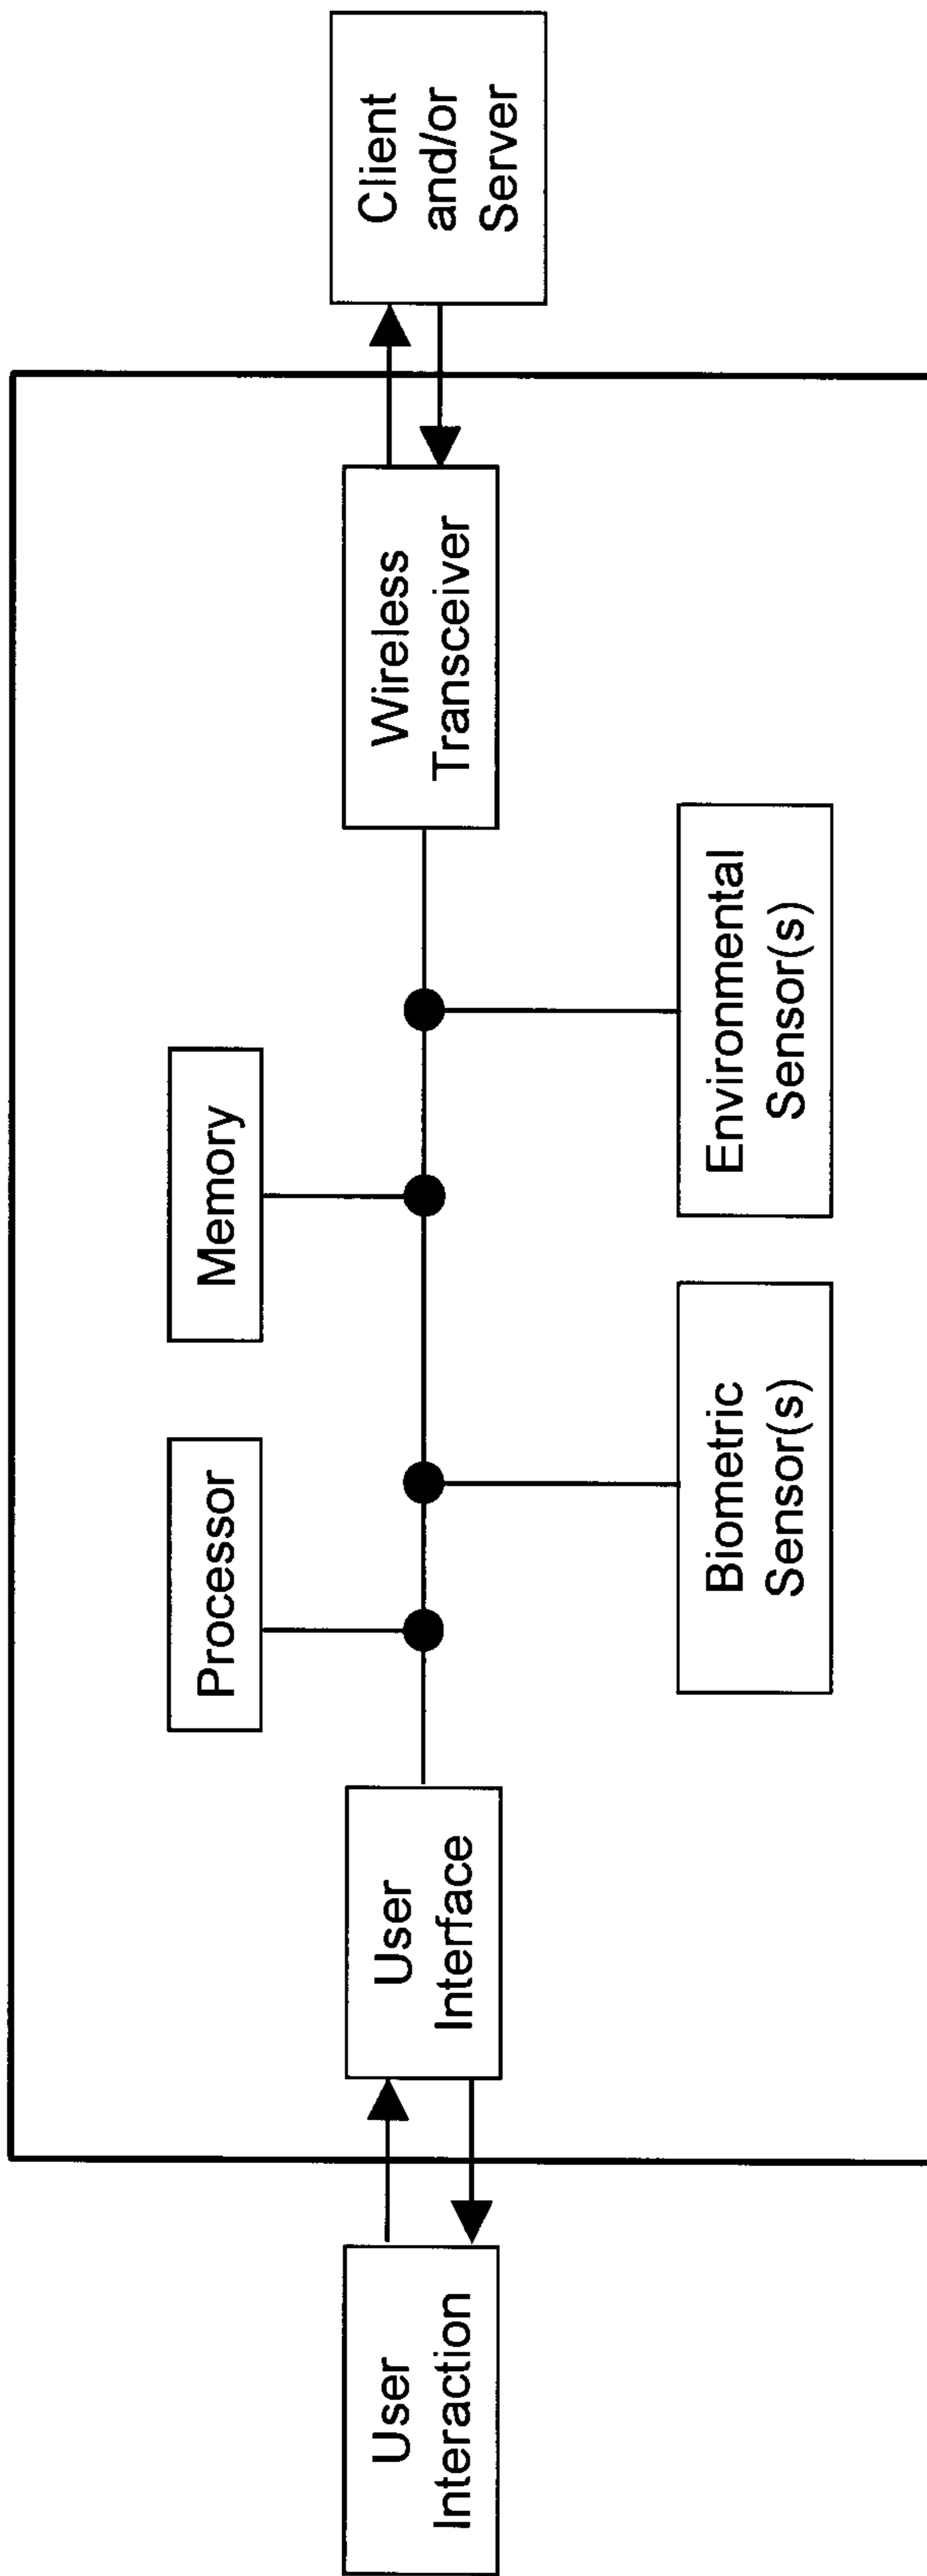 User
Interaction
User
Interface
Processor
Memory
Biometric
Sensor(s)
Environmental
Sensor(s)
Wireless
Transceiver
Client
and/or
Server